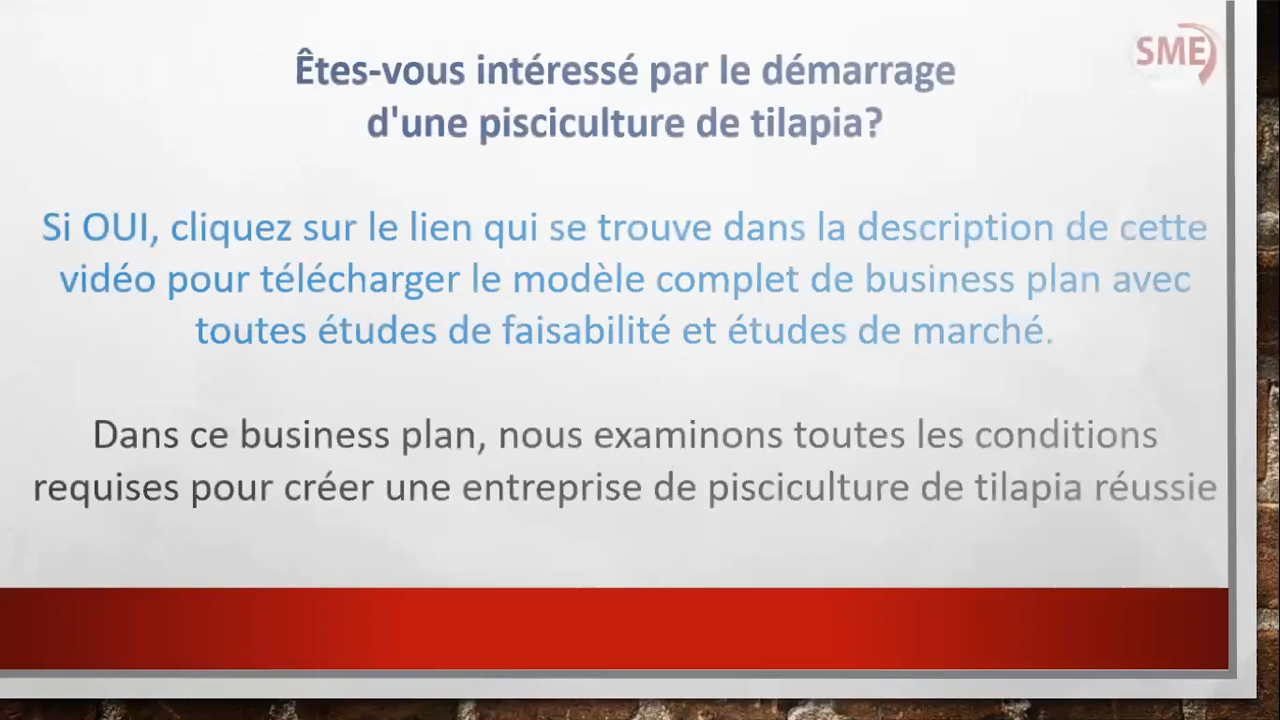 SME
Êtes-vous intéressé par le démarrage
d'une pisciculture de tilapia?
Si OUI, cliquez sur le lien qui se trouve dans la description de cette
vidéo pour télécharger le modèle complet de business plan avec
toutes études de faisabilité et études de marché.
Dans ce business plan, nous examinons toutes les conditions
requises pour créer une entreprise de pisciculture de tilapia réussie